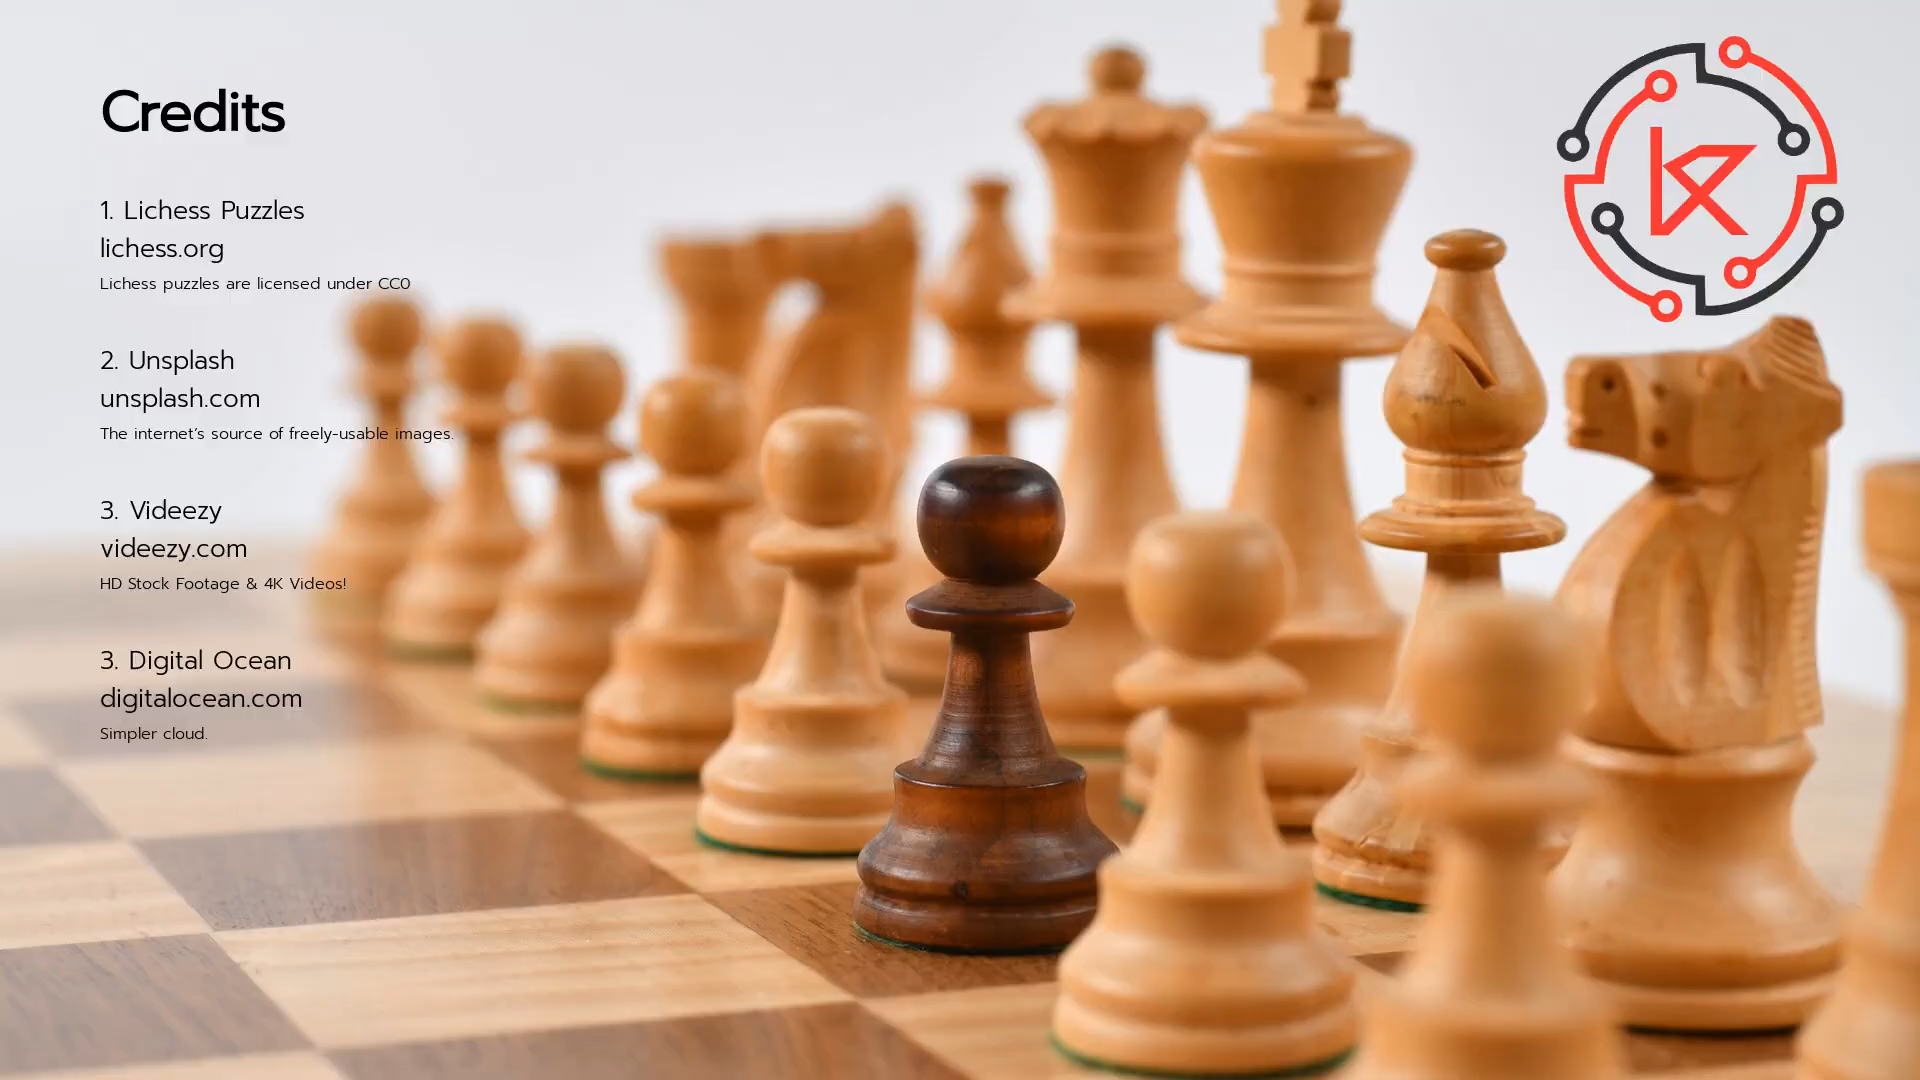 Credits
1. Lichess Puzzles
lichess.org
Lichess puzzles are licensed under CC0
2. Unsplash
unsplash.com
The internet's source of freely-usable images.
3. Videezy
videezy.com
HD Stock Footage & 4K Videos!
3. Digital Ocean
digitalocean.com
Simpler cloud.